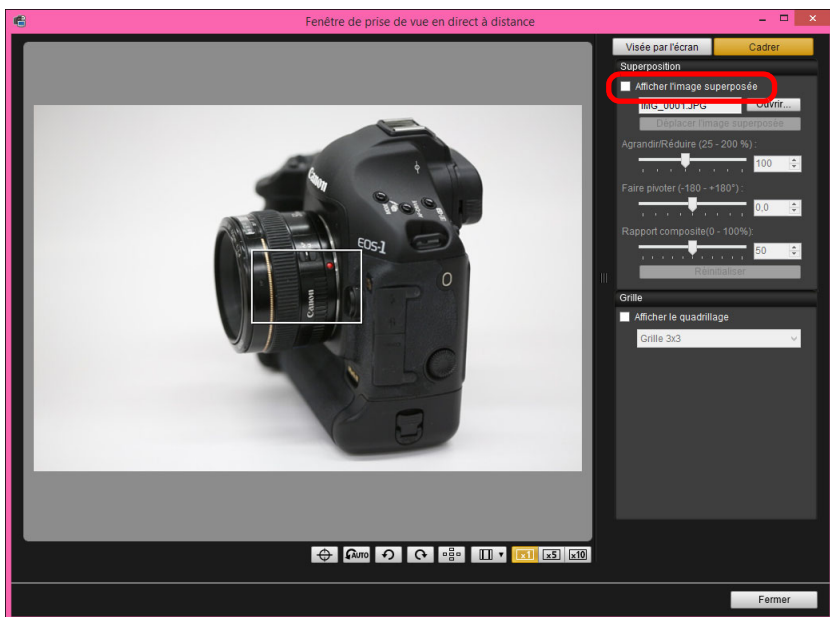 Fenêtre de prise de vue en direct à distance
Visée par l'écran Cadrer
Superposition
Afficher l'image superposée
IMG_0001.JPG Ouvrir...
Déplacer l'image superposée
Agrandir/Réduire (25 - 200 %) :
100
Faire pivoter (-180 - +180°) :
0,0
Rapport composite(0 - 100%):
50
Réinitialiser
Grille
Afficher le quadrillage
Grille 3x3
Canon
EOS-1
Canon
AUTO x1 x5 x10
Fermer